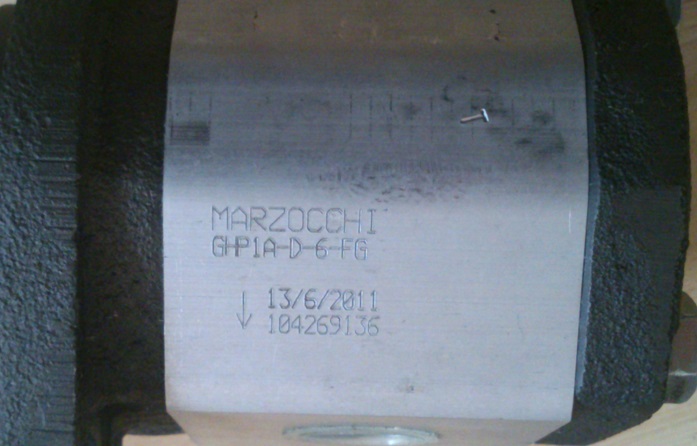 MARZOCCHI
GHP1A-D-6-FG
13/6/2011
↓ 104269136